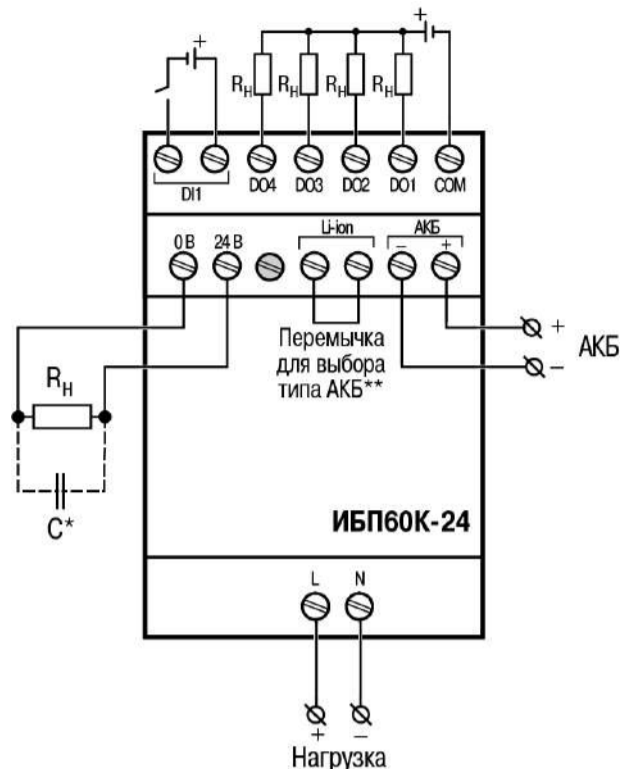 + +
R_H R_H R_H R_H
DI1 DO4 DO3 DO2 DO1 COM
Li-ion АКБ
0 В 24 В − +
Перемычка
для выбора
типа АКБ**
+ АКБ
−
R_H
C*
ИБП60К-24
L N
+ −
Нагрузка